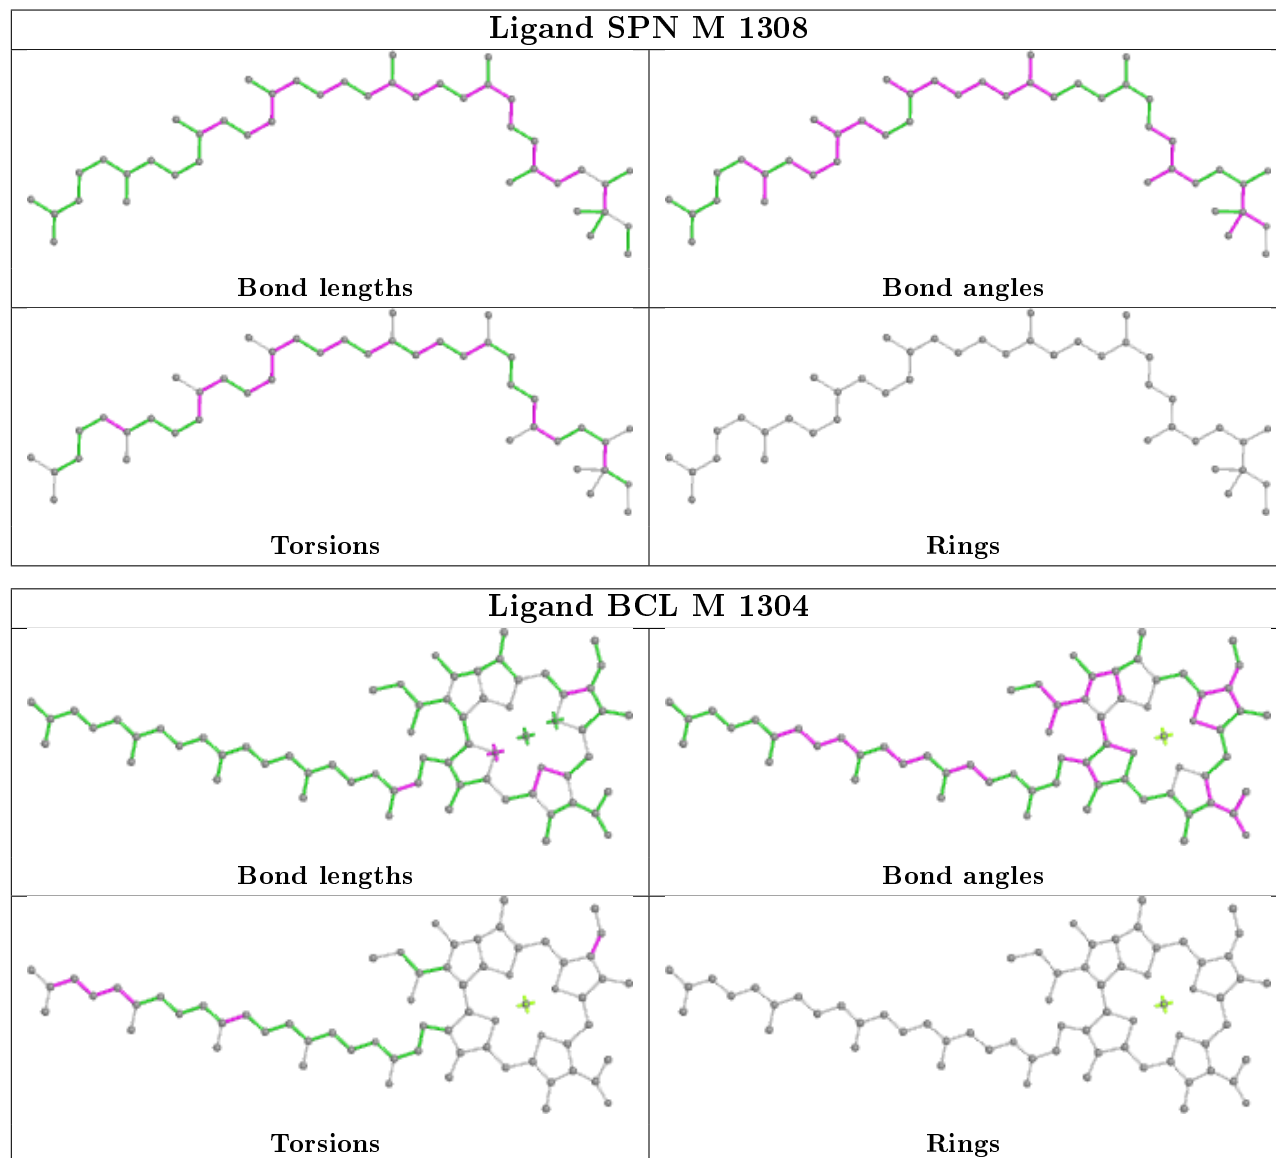 Ligand SPN M 1308
Bond lengths
Bond angles
Torsions
Rings
Ligand BCL M 1304
Bond lengths
Bond angles
Torsions
Rings